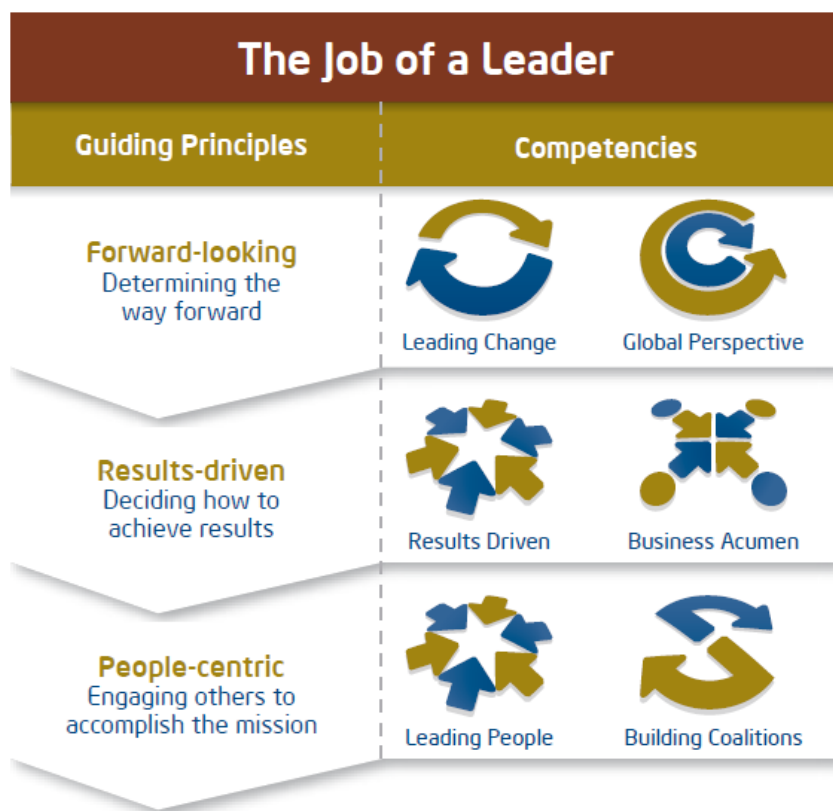 The Job of a Leader
Guiding Principles
Competencies
Forward-looking
Determining the
way forward
Leading Change
Global Perspective
Results-driven
Deciding how to
achieve results
Results Driven
Business Acumen
People-centric
Engaging others to
accomplish the mission
Leading People
Building Coalitions